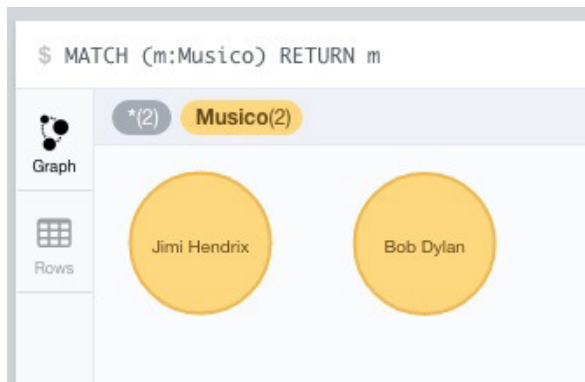 $ MATCH (m:Musico) RETURN m
*(2) Musico(2)
Graph
Jimi Hendrix Bob Dylan
Rows